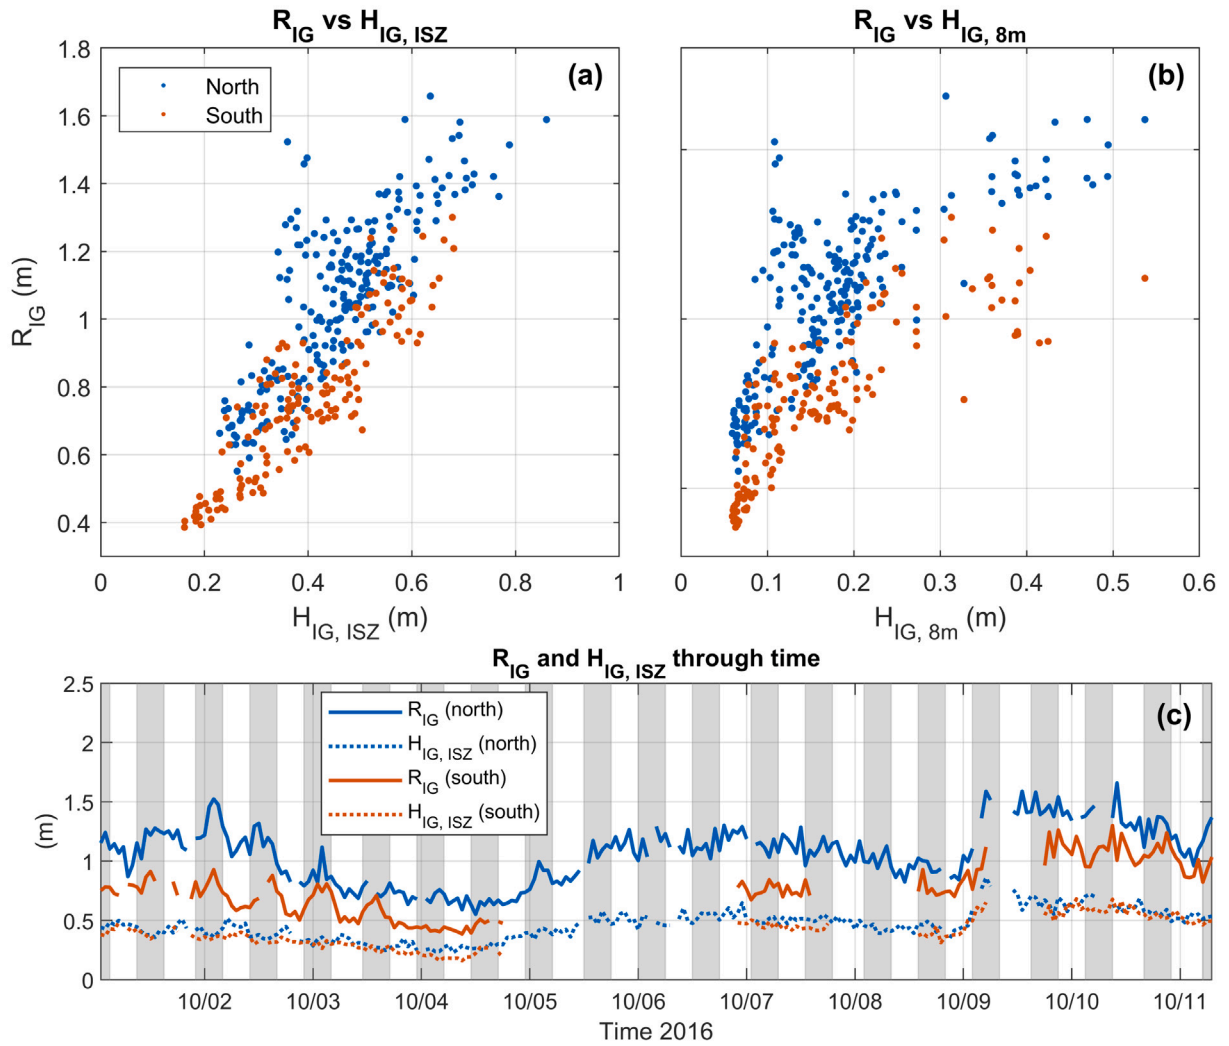 R_IG vs H_IG, ISZ
R_IG vs H_IG, 8m
(a)
(b)
North
South
1.8
1.6
1.4
1.2
1
0.8
0.6
0.4
R_IG (m)
0 0.2 0.4 0.6 0.8 1
H_IG, ISZ (m)
0 0.1 0.2 0.3 0.4 0.5 0.6
H_IG, 8m (m)
R_IG and H_IG, ISZ through time
(c)
R_IG (north)
H_IG, ISZ (north)
R_IG (south)
H_IG, ISZ (south)
2.5
2
1.5
1
0.5
0
(m)
10/02 10/03 10/04 10/05 10/06 10/07 10/08 10/09 10/10 10/11
Time 2016